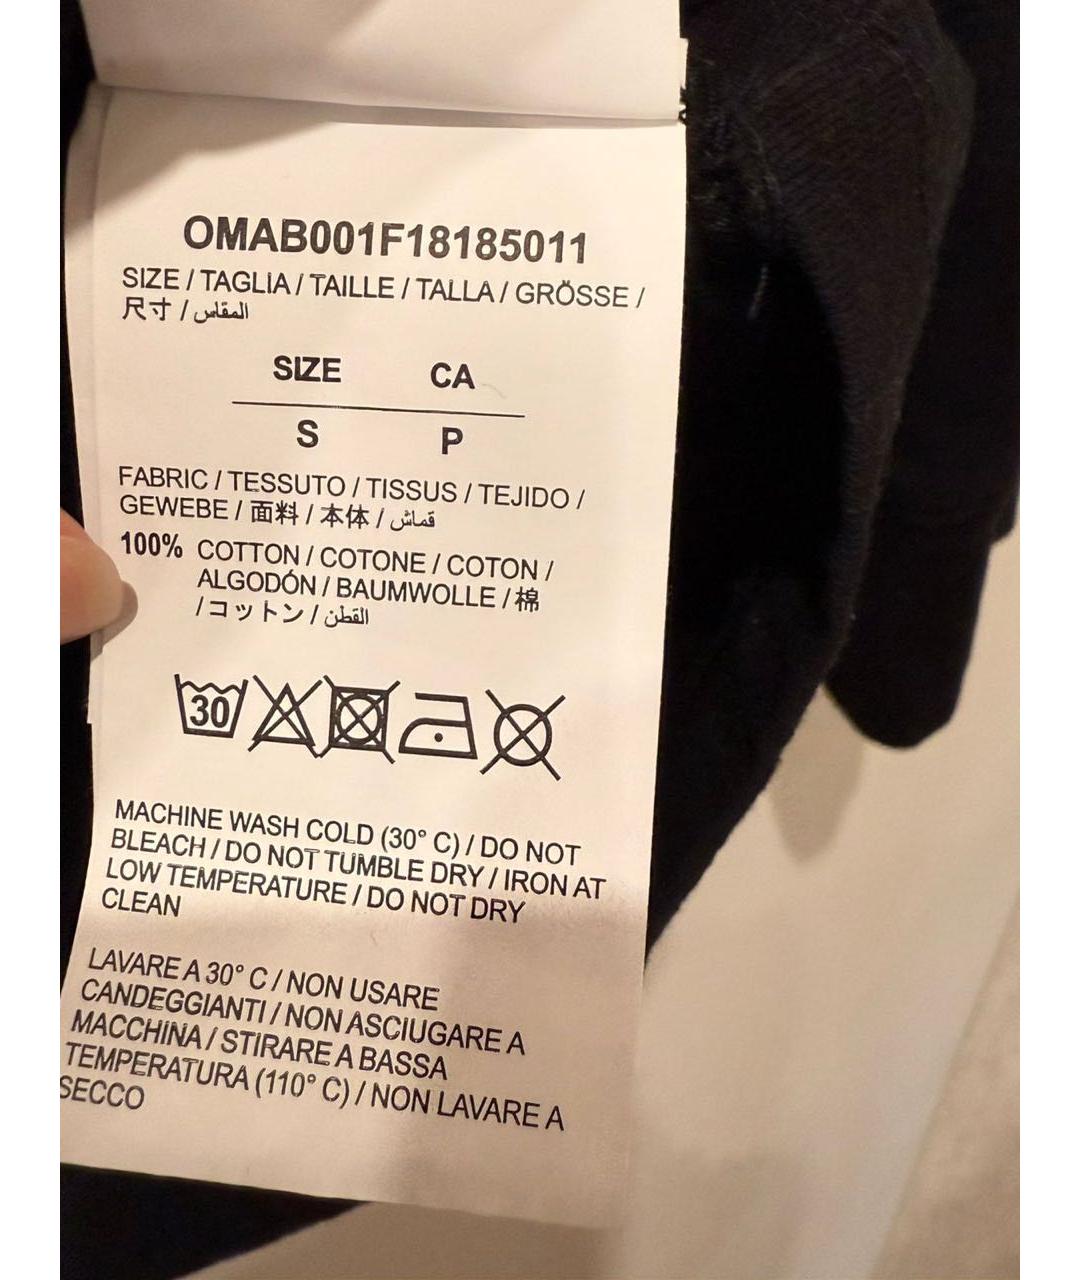 OMAB001F18185011
SIZE / TAGLIA / TAILLE / TALLA / GRÖSSE /
尺寸 / المقاس
SIZE CA
S P
FABRIC / TESSUTO / TISSUS / TEJIDO /
GEWEBE / 面料 / 本体 / قماش
100% COTTON / COTONE / COTON /
ALGODÓN / BAUMWOLLE / 棉
/ コットン / القطن
30
MACHINE WASH COLD (30° C) / DO NOT
BLEACH / DO NOT TUMBLE DRY / IRON AT
LOW TEMPERATURE / DO NOT DRY
CLEAN
LAVARE A 30° C / NON USARE
CANDEGGIANTI / NON ASCIUGARE A
MACCHINA / STIRARE A BASSA
TEMPERATURA (110° C) / NON LAVARE A
SECCO